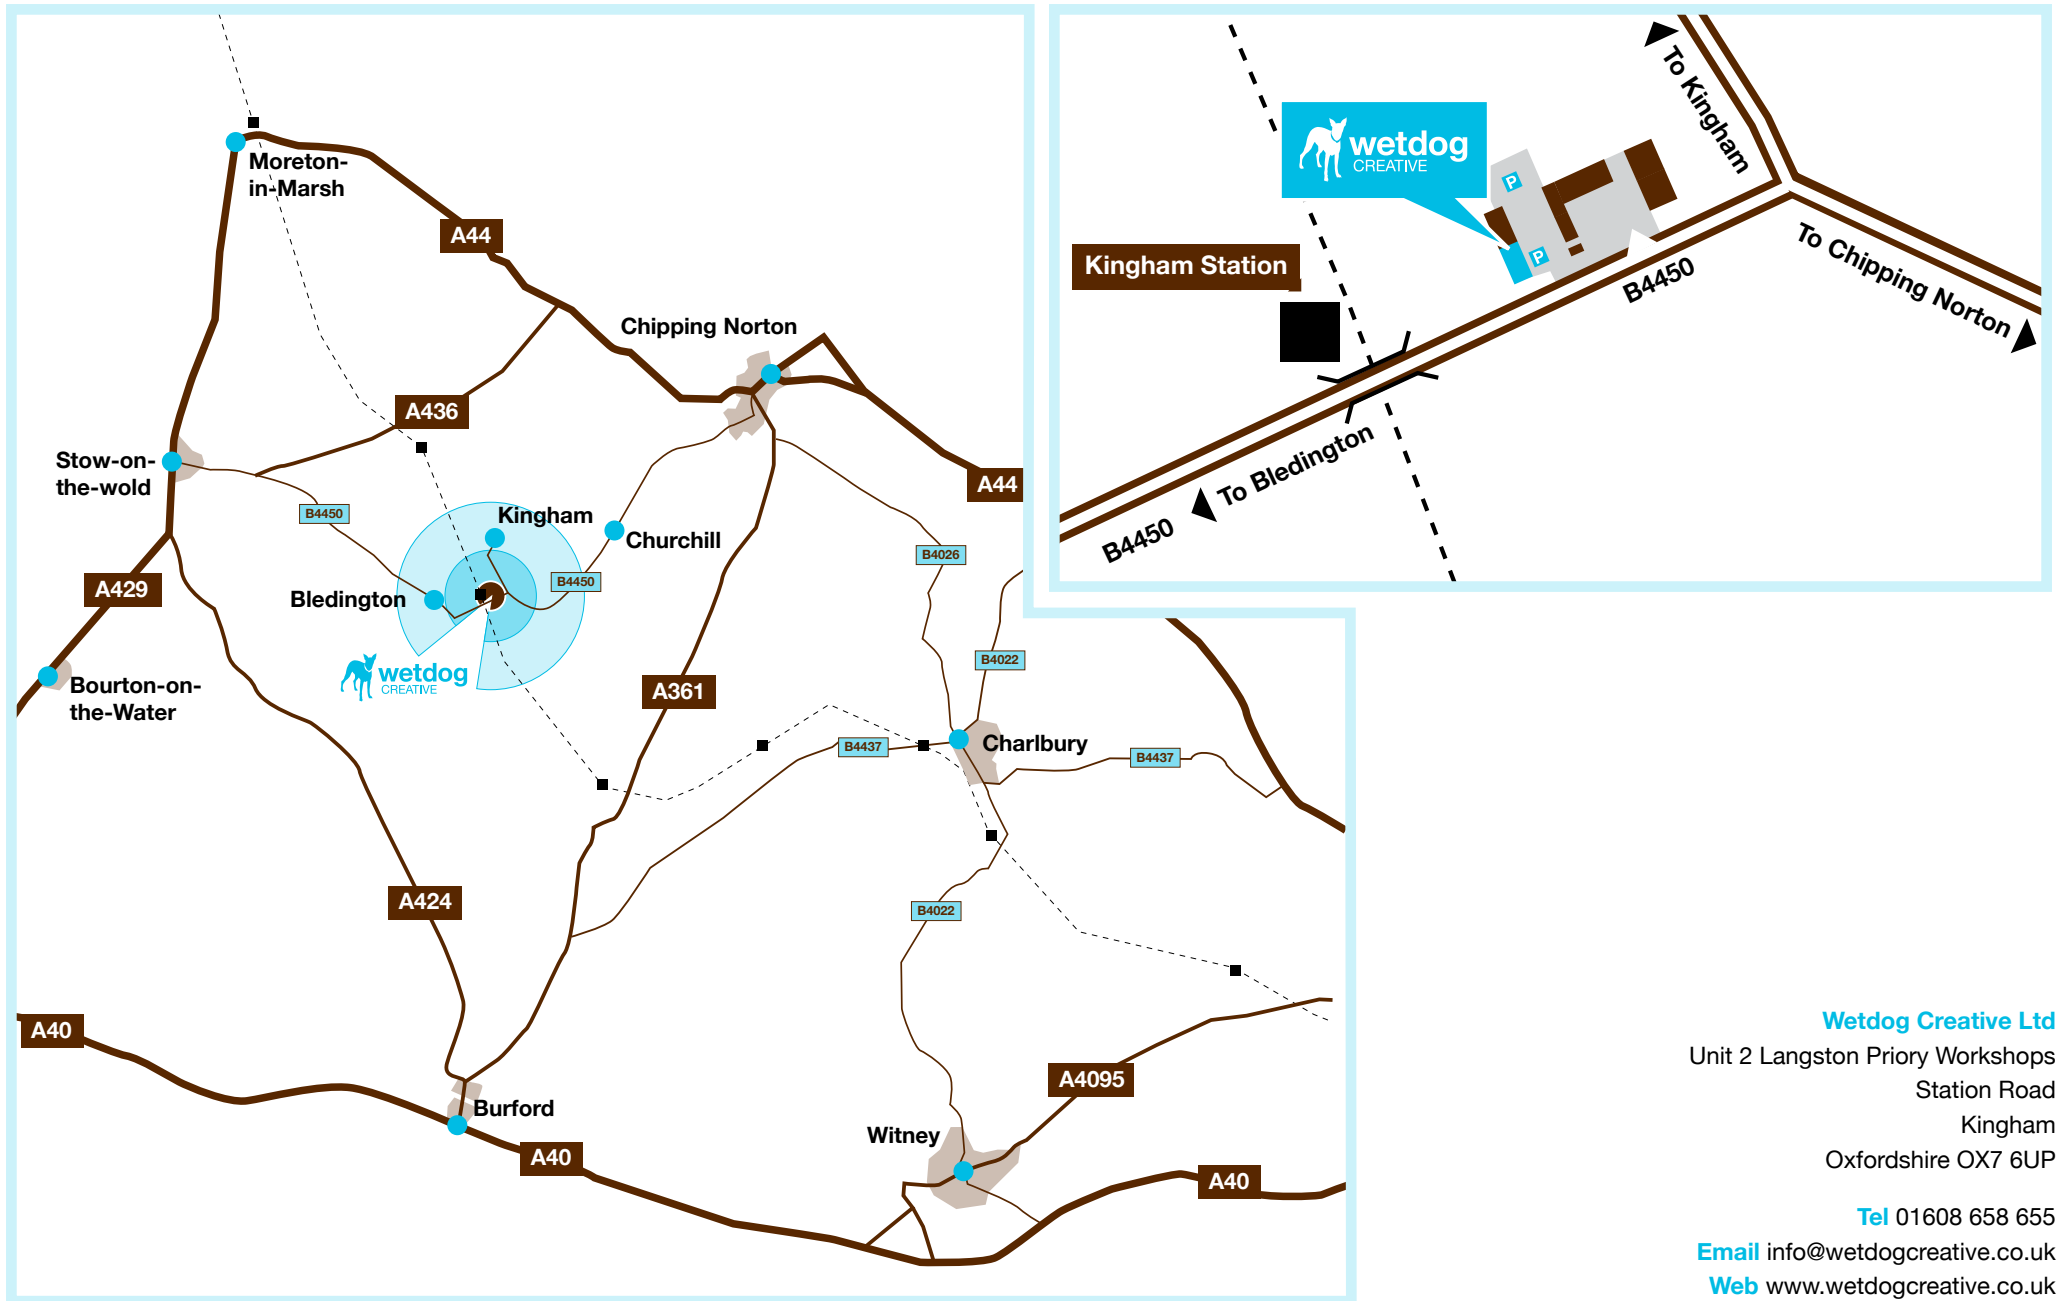 Moreton-
in-Marsh
A44
Chipping Norton
A436
Stow-on-
the-wold
A44
B4450
Kingham
Churchill
B4026
B4450
A429
Bledington
B4022
wetdog
CREATIVE
A361
Bourton-on-
the-Water
B4437
Charlbury
B4437
A424
B4022
A40
A4095
Burford
Witney
A40
A40
To Kingham
wetdog
CREATIVE
P
P
Kingham Station
To Chipping Norton
B4450
To Bledington
B4450
Wetdog Creative Ltd
Unit 2 Langston Priory Workshops
Station Road
Kingham
Oxfordshire OX7 6UP
Tel 01608 658 655
Email info@wetdogcreative.co.uk
Web www.wetdogcreative.co.uk